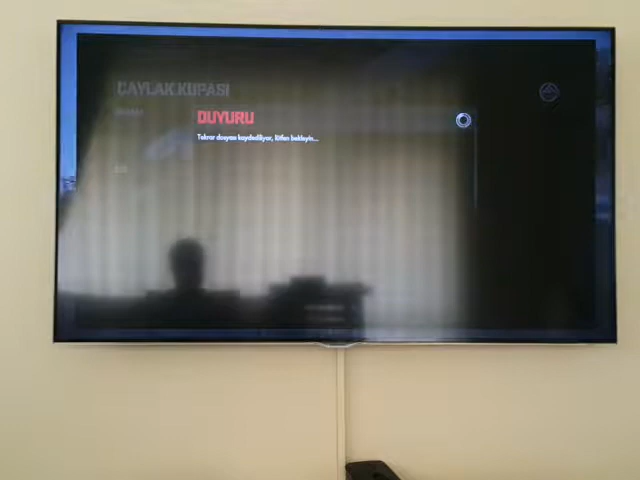 ÇAYLAK KUPASI
DUYURU
Tekrar dosyası kaydediliyor, lütfen bekleyin...